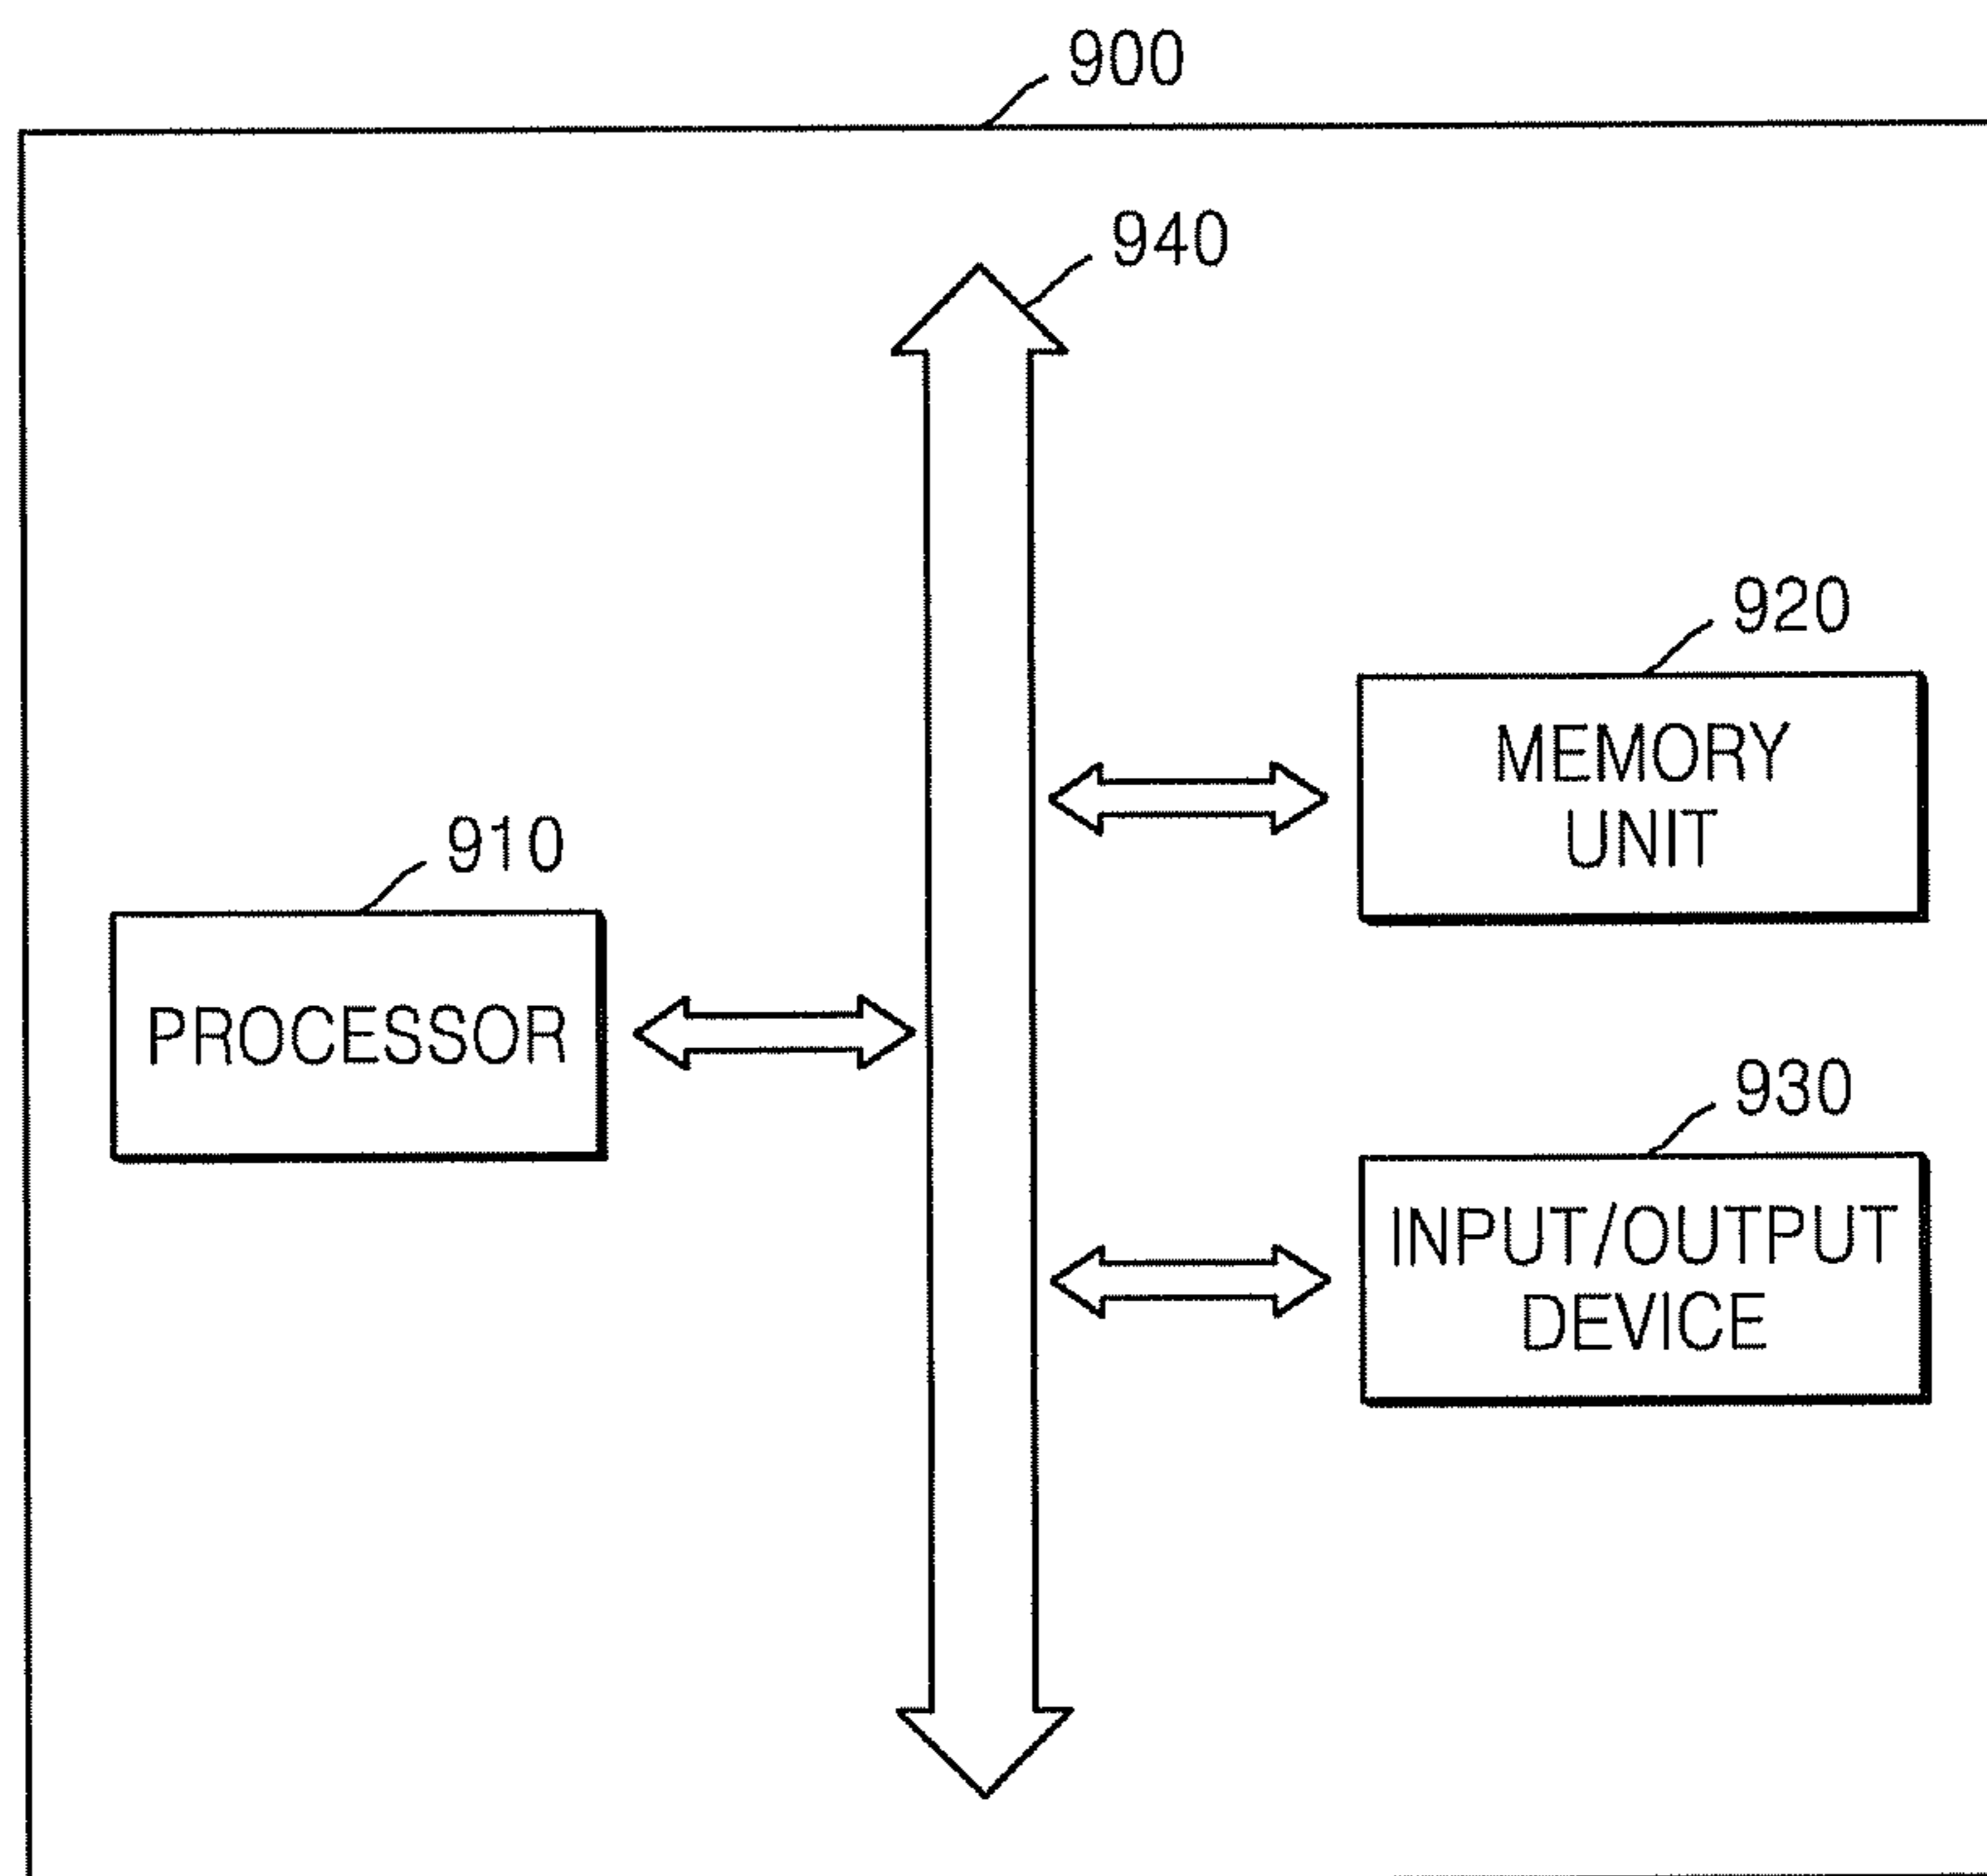 900
940
920
MEMORY
UNIT
910
PROCESSOR
930
INPUT/OUTPUT
DEVICE